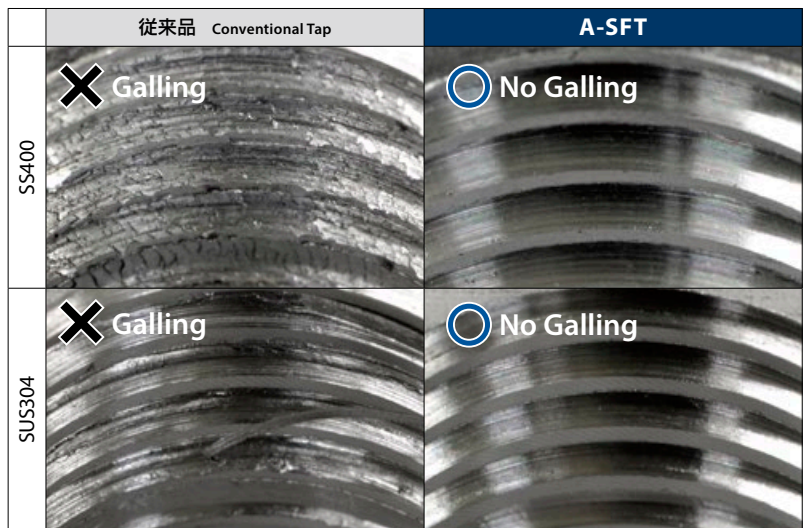 従来品 Conventional Tap
A-SFT
SS400
Galling
No Galling
SUS304
Galling
No Galling